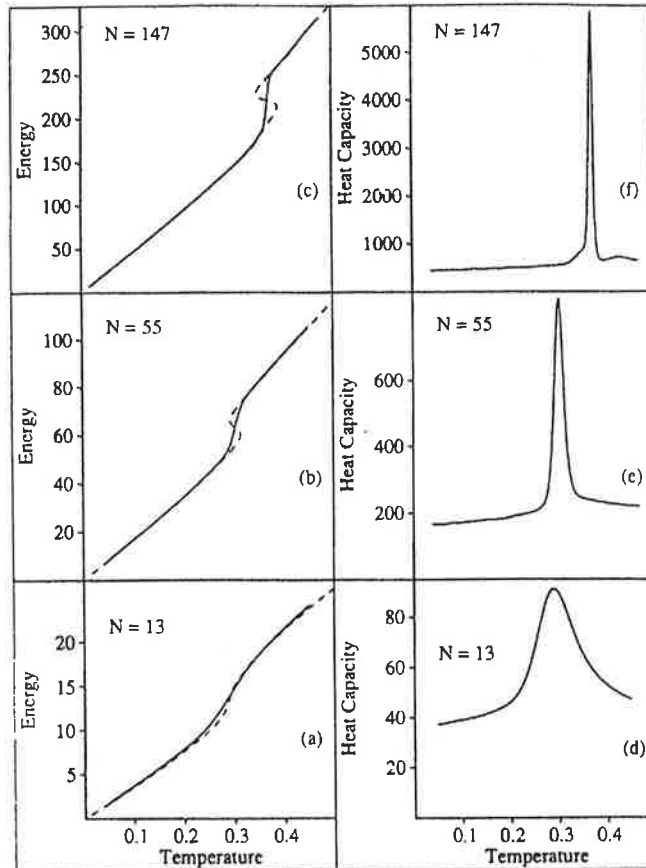 N = 147
Energy
300
250
200
150
100
50
(c)
N = 147
Heat Capacity
5000
4000
3000
2000
1000
(f)
N = 55
Energy
100
80
60
40
20
(b)
N = 55
Heat Capacity
600
400
200
(e)
N = 13
Energy
20
15
10
5
(a)
0.1 0.2 0.3 0.4
Temperature
N = 13
Heat Capacity
80
60
40
20
(d)
0.1 0.2 0.3 0.4
Temperature